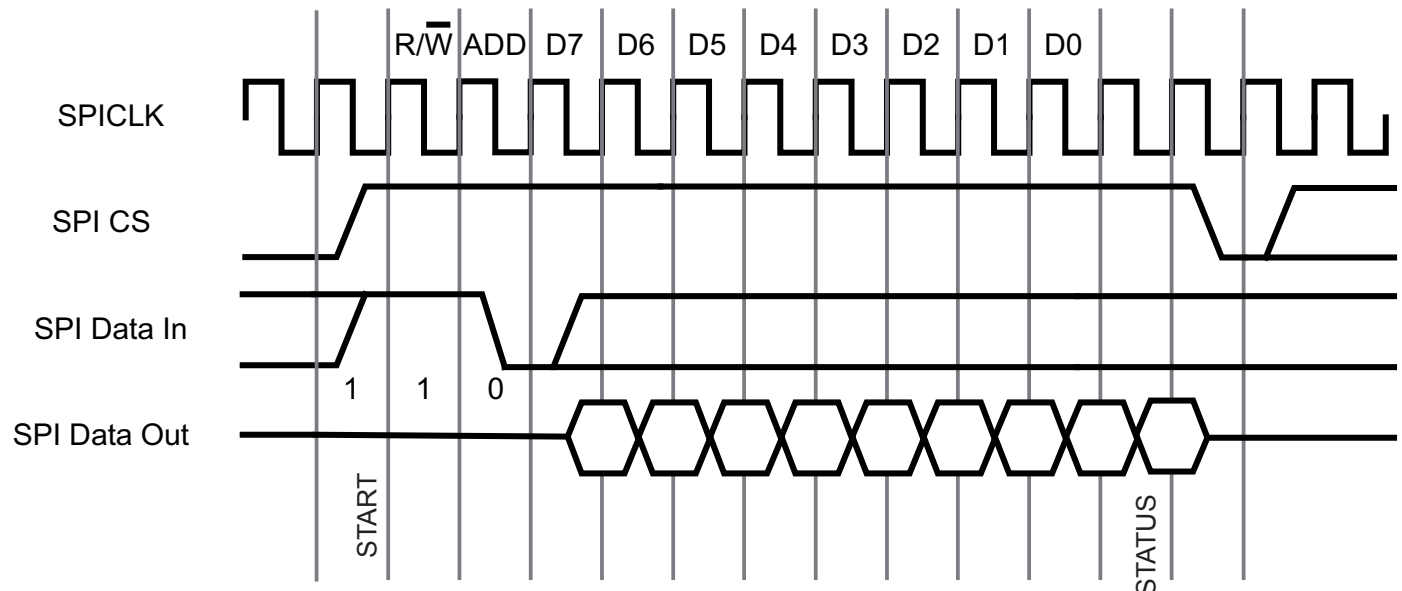 R/W̅ ADD D7 D6 D5 D4 D3 D2 D1 D0
SPICLK
SPI CS
SPI Data In
1 1 0
SPI Data Out
START
STATUS